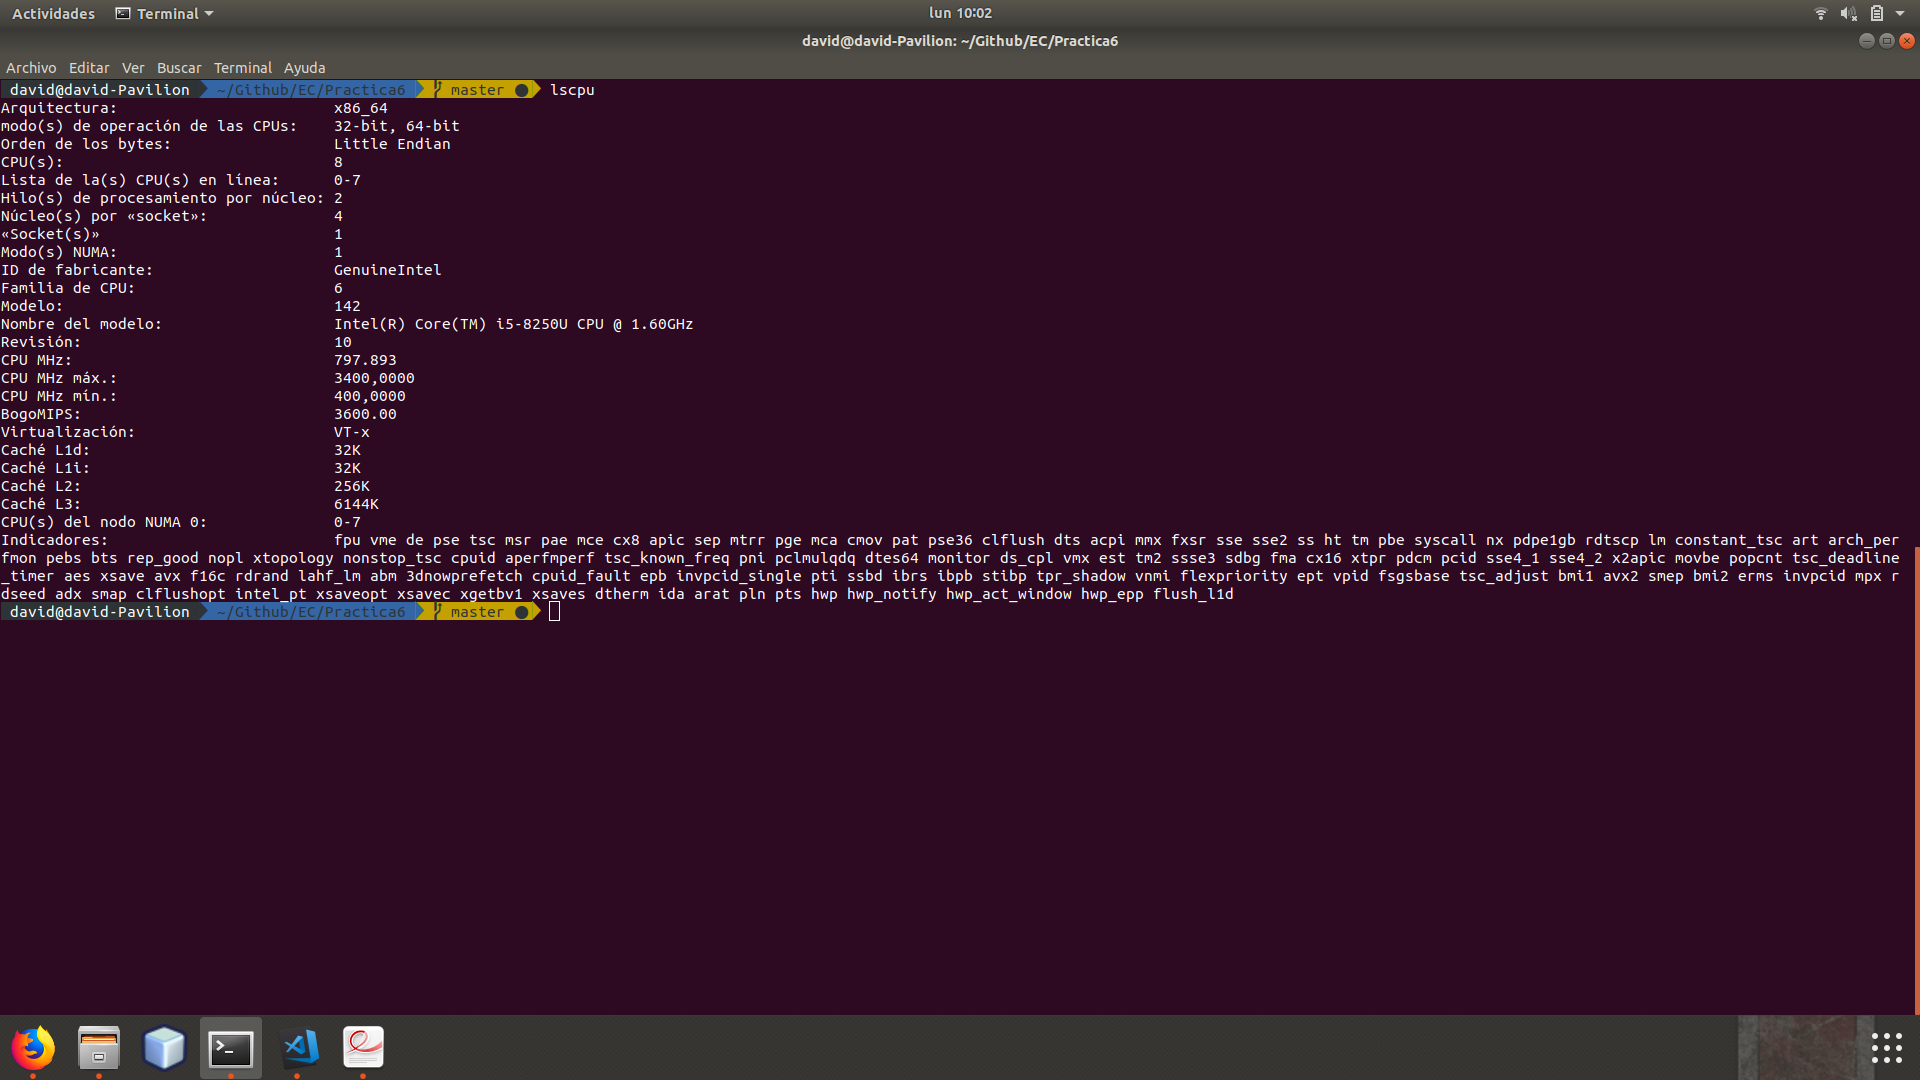 Actividades Terminal lun 10:02
david@david-Pavilion: ~/Github/EC/Practica6
Archivo Editar Ver Buscar Terminal Ayuda
david@david-Pavilion ~/Github/EC/Practica6 master ● lscpu
Arquitectura: x86_64
modo(s) de operación de las CPUs: 32-bit, 64-bit
Orden de los bytes: Little Endian
CPU(s): 8
Lista de la(s) CPU(s) en línea: 0-7
Hilo(s) de procesamiento por núcleo: 2
Núcleo(s) por «socket»: 4
«Socket(s)» 1
Modo(s) NUMA: 1
ID de fabricante: GenuineIntel
Familia de CPU: 6
Modelo: 142
Nombre del modelo: Intel(R) Core(TM) i5-8250U CPU @ 1.60GHz
Revisión: 10
CPU MHz: 797.893
CPU MHz máx.: 3400,0000
CPU MHz mín.: 400,0000
BogoMIPS: 3600.00
Virtualización: VT-x
Caché L1d: 32K
Caché L1i: 32K
Caché L2: 256K
Caché L3: 6144K
CPU(s) del nodo NUMA 0: 0-7
Indicadores: fpu vme de pse tsc msr pae mce cx8 apic sep mtrr pge mca cmov pat pse36 clflush dts acpi mmx fxsr sse sse2 ss ht tm pbe syscall nx pdpe1gb rdtscp lm constant_tsc art arch_per
fmon pebs bts rep_good nopl xtopology nonstop_tsc cpuid aperfmperf tsc_known_freq pni pclmulqdq dtes64 monitor ds_cpl vmx est tm2 ssse3 sdbg fma cx16 xtpr pdcm pcid sse4_1 sse4_2 x2apic movbe popcnt tsc_deadline
_timer aes xsave avx f16c rdrand lahf_lm abm 3dnowprefetch cpuid_fault epb invpcid_single pti ssbd ibrs ibpb stibp tpr_shadow vnmi flexpriority ept vpid fsgsbase tsc_adjust bmi1 avx2 smep bmi2 erms invpcid mpx r
dseed adx smap clflushopt intel_pt xsaveopt xsavec xgetbv1 xsaves dtherm ida arat pln pts hwp hwp_notify hwp_act_window hwp_epp flush_l1d
david@david-Pavilion ~/Github/EC/Practica6 master ●